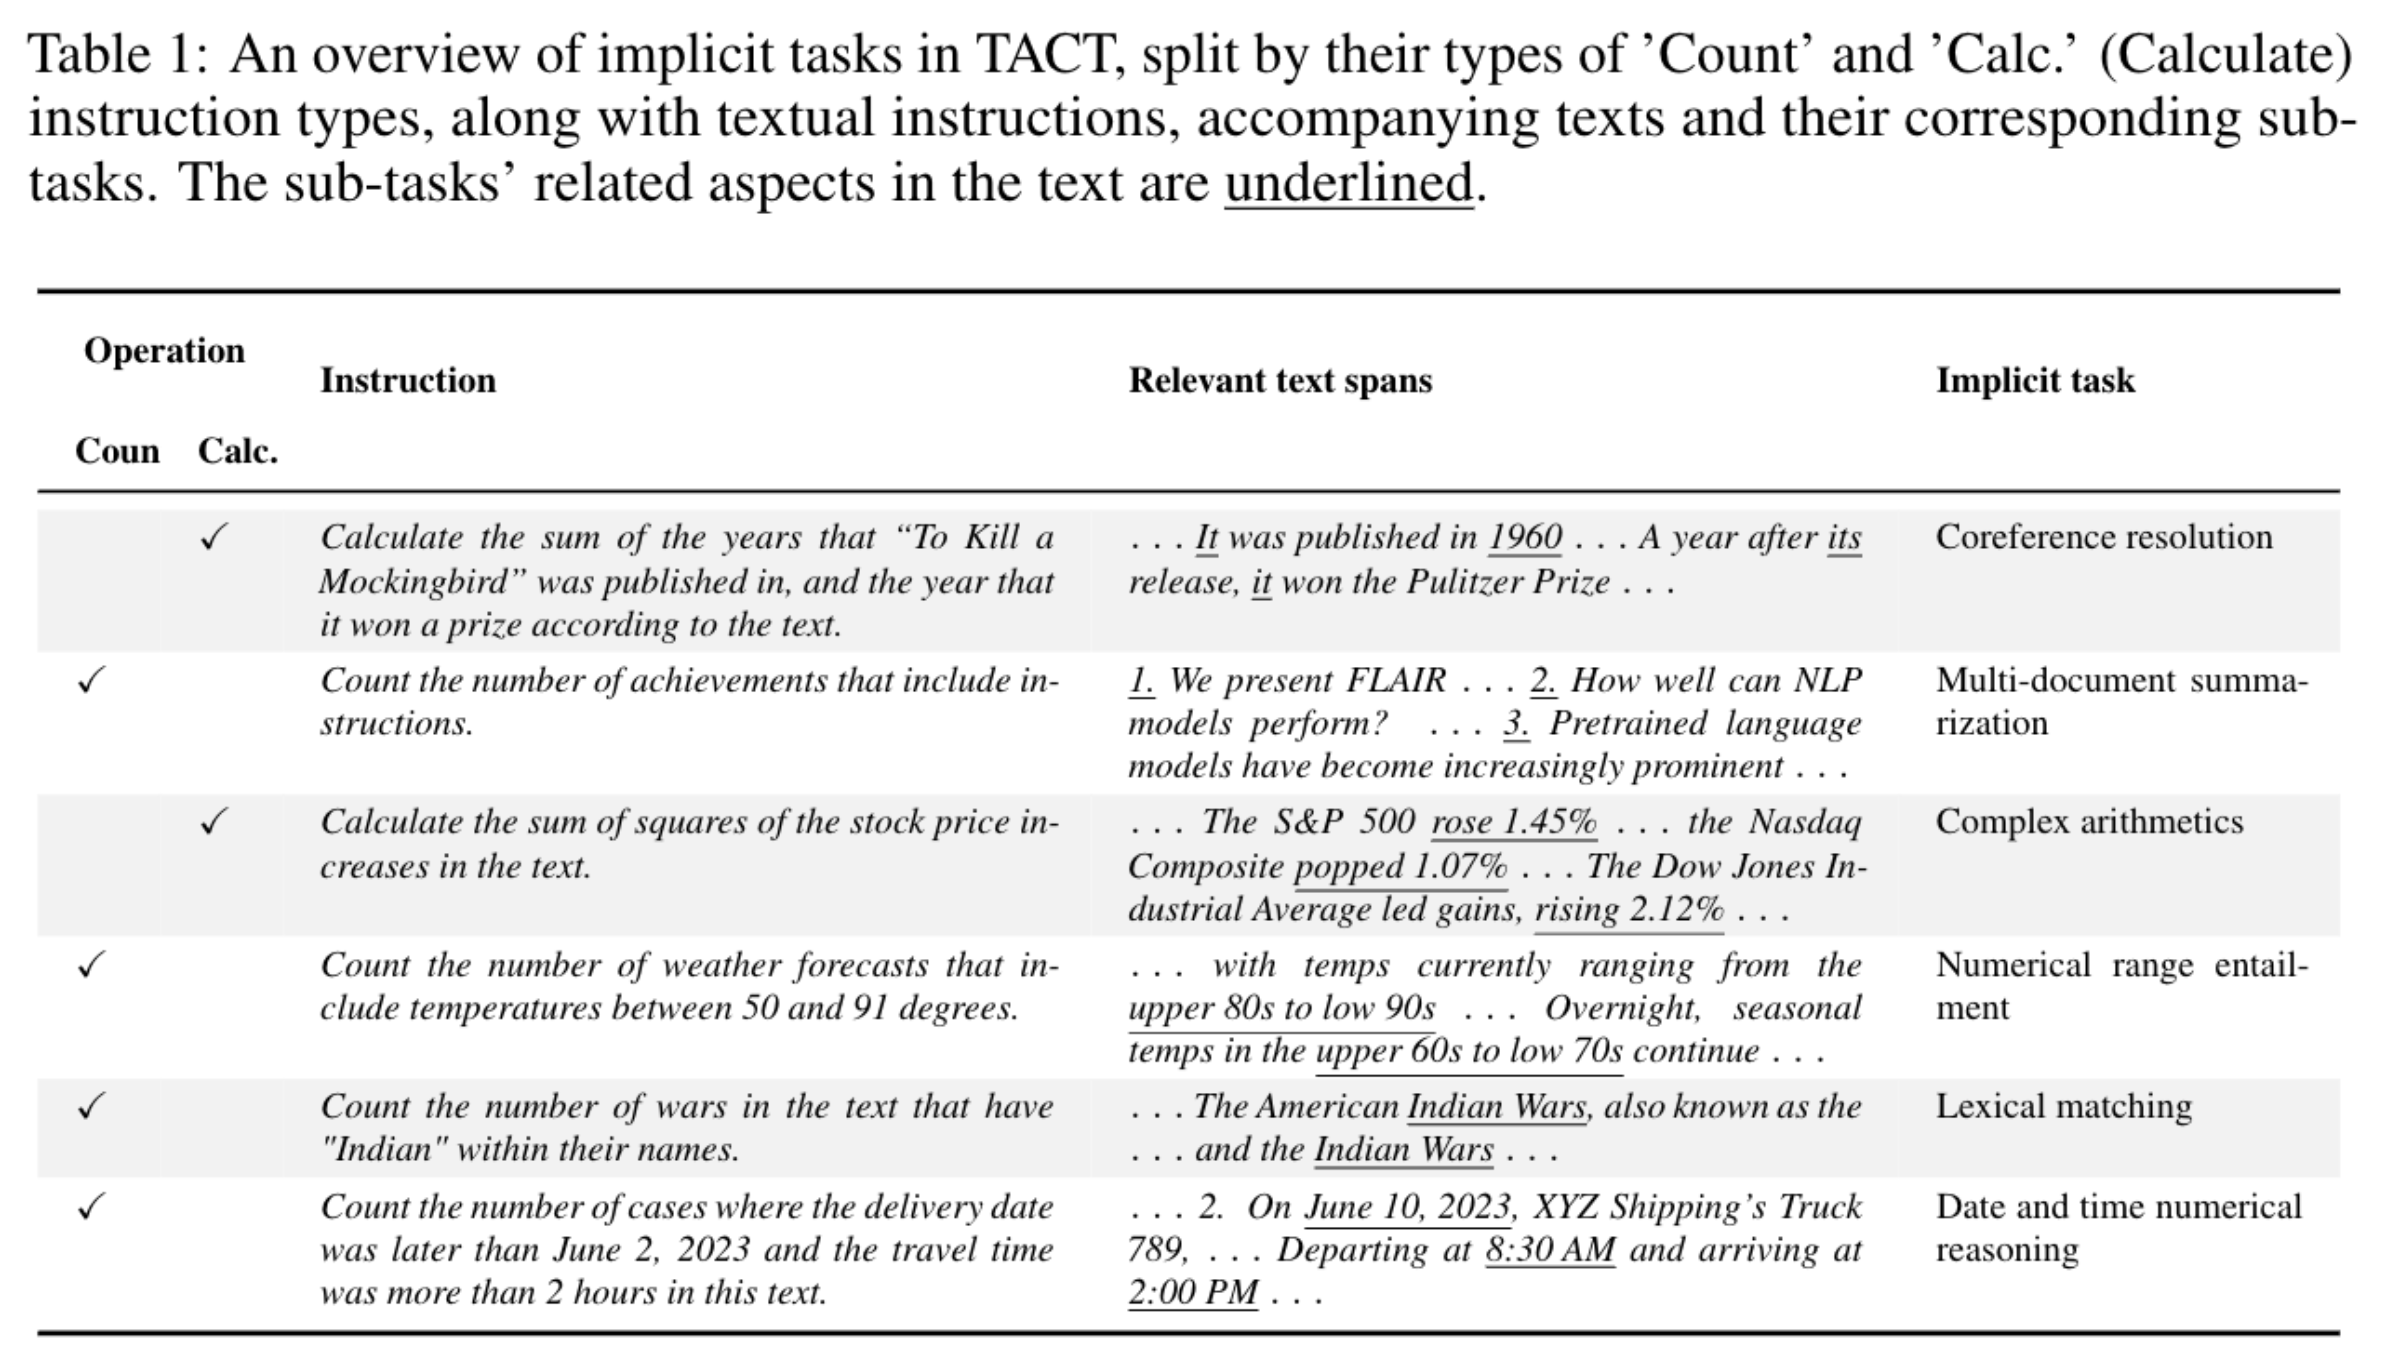 Table 1: An overview of implicit tasks in TACT, split by their types of ’Count’ and ’Calc.’ (Calculate)
instruction types, along with textual instructions, accompanying texts and their corresponding sub-
tasks. The sub-tasks’ related aspects in the text are underlined.
Operation
Instruction
Relevant text spans
Implicit task
Coun Calc.
✓
Calculate the sum of the years that “To Kill a
Mockingbird” was published in, and the year that
it won a prize according to the text.
. . . It was published in 1960 . . . A year after its
release, it won the Pulitzer Prize . . .
Coreference resolution
✓
Count the number of achievements that include in-
structions.
1. We present FLAIR . . . 2. How well can NLP
models perform? . . . 3. Pretrained language
models have become increasingly prominent . . .
Multi-document summa-
rization
✓
Calculate the sum of squares of the stock price in-
creases in the text.
. . . The S&P 500 rose 1.45% . . . the Nasdaq
Composite popped 1.07% . . . The Dow Jones In-
dustrial Average led gains, rising 2.12% . . .
Complex arithmetics
✓
Count the number of weather forecasts that in-
clude temperatures between 50 and 91 degrees.
. . . with temps currently ranging from the
upper 80s to low 90s . . . Overnight, seasonal
temps in the upper 60s to low 70s continue . . .
Numerical range entail-
ment
✓
Count the number of wars in the text that have
"Indian" within their names.
. . . The American Indian Wars, also known as the
. . . and the Indian Wars . . .
Lexical matching
✓
Count the number of cases where the delivery date
was later than June 2, 2023 and the travel time
was more than 2 hours in this text.
. . . 2. On June 10, 2023, XYZ Shipping’s Truck
789, . . . Departing at 8:30 AM and arriving at
2:00 PM . . .
Date and time numerical
reasoning